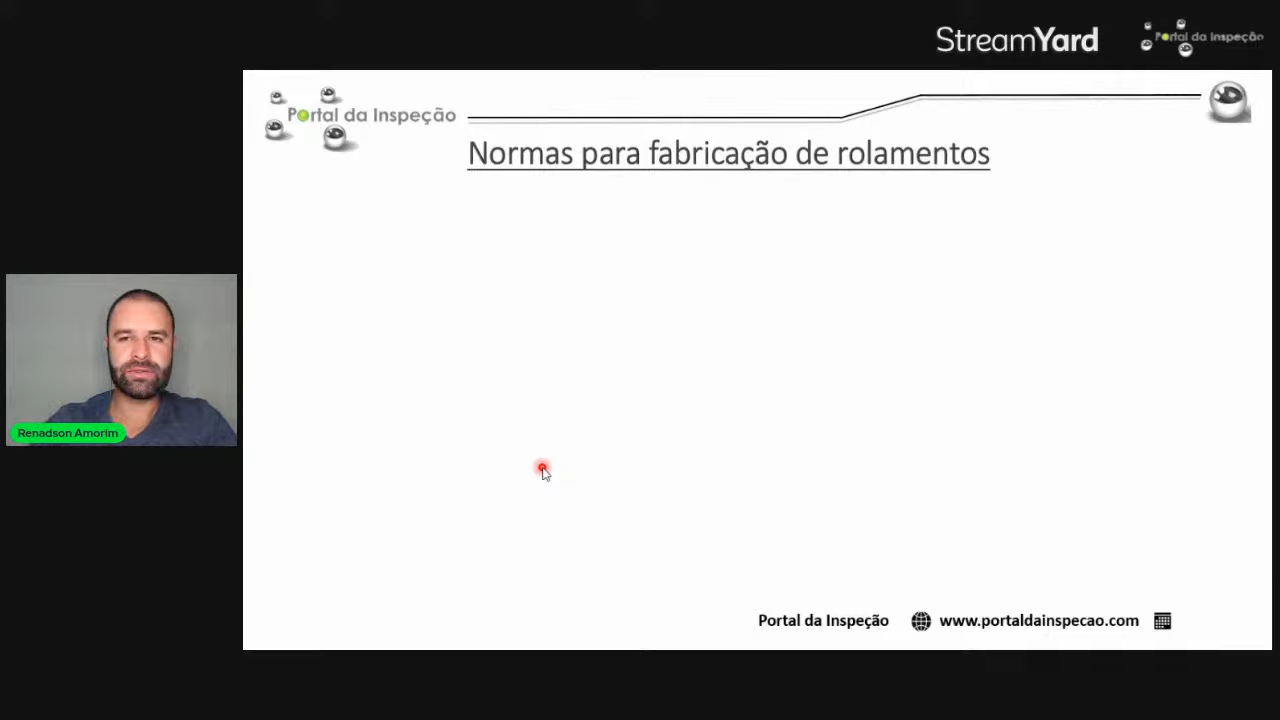 StreamYard
Portal da Inspeção
Portal da Inspeção
Normas para fabricação de rolamentos
Renadson Amorim
Portal da Inspeção
www.portaldainspecao.com